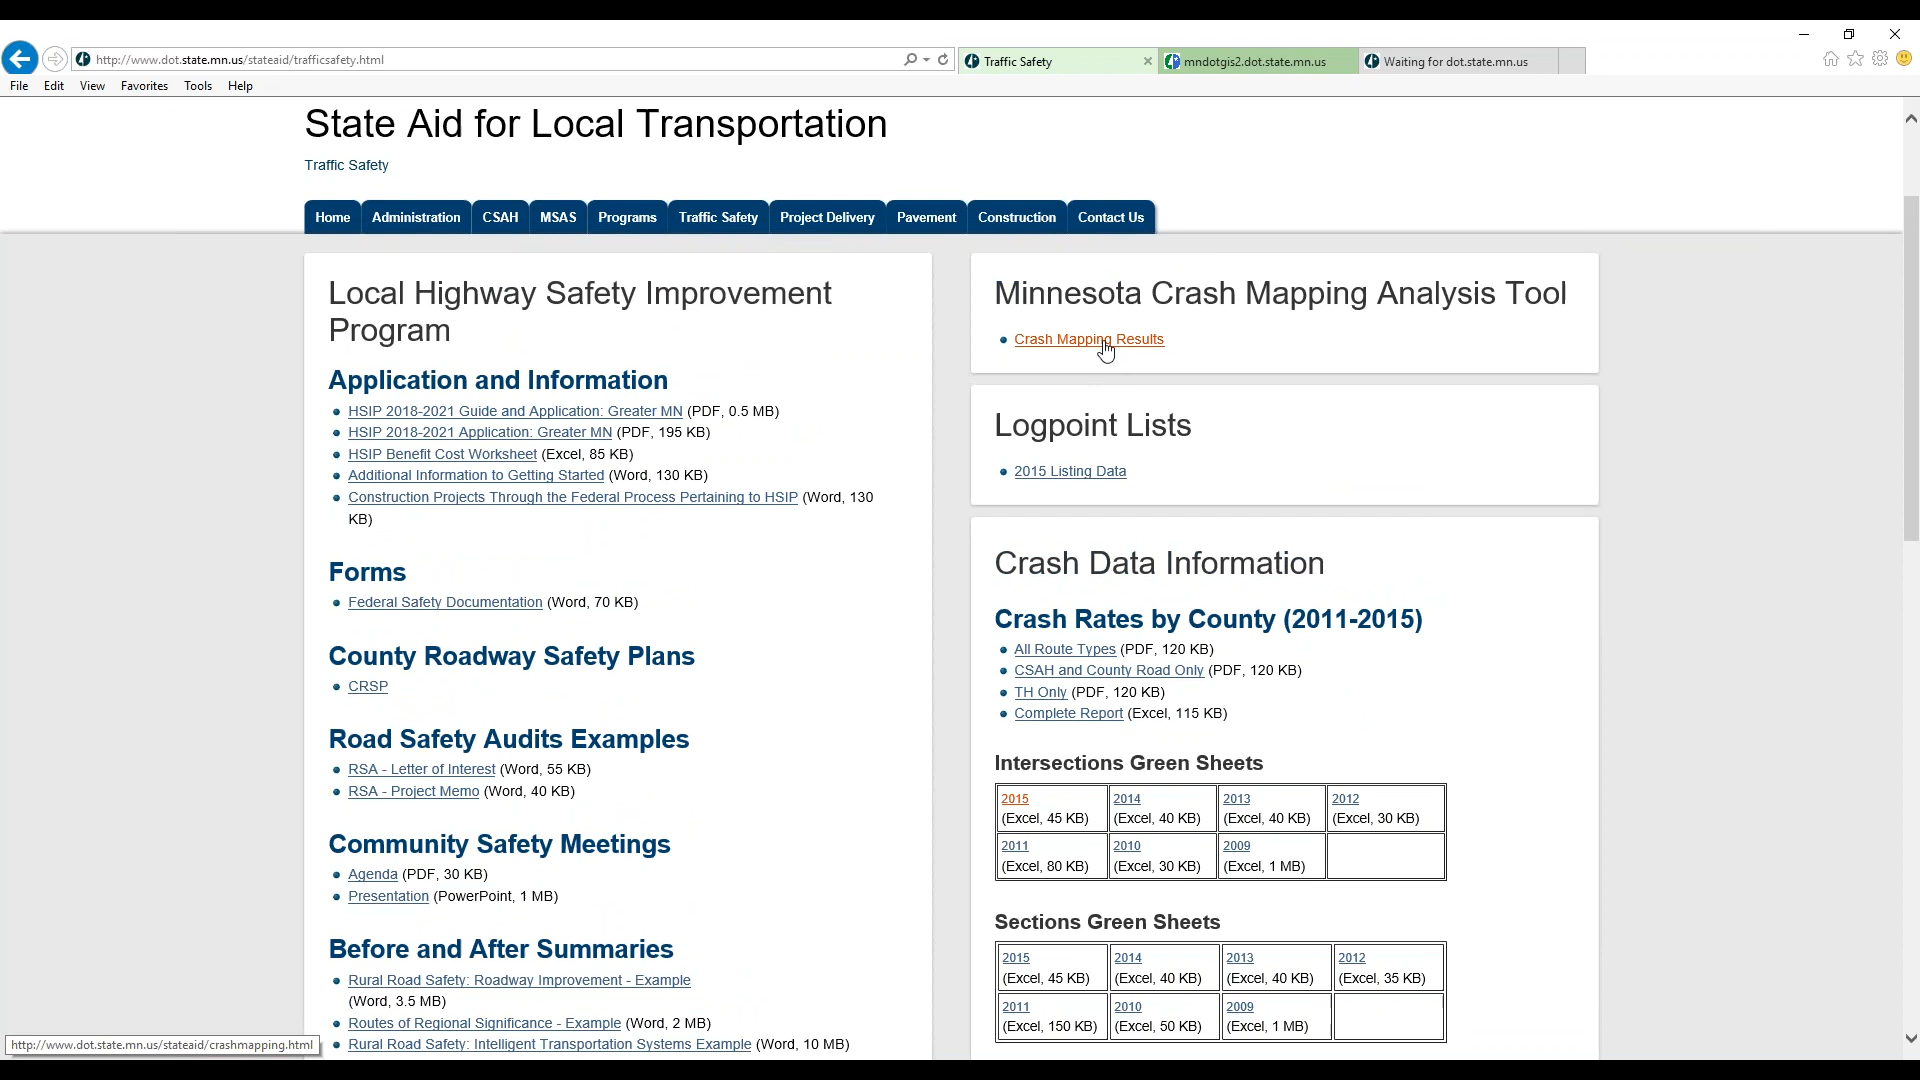 http://www.dot.state.mn.us/stateaid/trafficsafety.html
Traffic Safety
mndotgis2.dot.state.mn.us
Waiting for dot.state.mn.us
File Edit View Favorites Tools Help
State Aid for Local Transportation
Traffic Safety
Home Administration CSAH MSAS Programs Traffic Safety Project Delivery Pavement Construction Contact Us
Local Highway Safety Improvement
Program
Application and Information
HSIP 2018-2021 Guide and Application: Greater MN (PDF, 0.5 MB)
HSIP 2018-2021 Application: Greater MN (PDF, 195 KB)
HSIP Benefit Cost Worksheet (Excel, 85 KB)
Additional Information to Getting Started (Word, 130 KB)
Construction Projects Through the Federal Process Pertaining to HSIP (Word, 130
KB)
Forms
Federal Safety Documentation (Word, 70 KB)
County Roadway Safety Plans
CRSP
Road Safety Audits Examples
RSA - Letter of Interest (Word, 55 KB)
RSA - Project Memo (Word, 40 KB)
Community Safety Meetings
Agenda (PDF, 30 KB)
Presentation (PowerPoint, 1 MB)
Before and After Summaries
Rural Road Safety: Roadway Improvement - Example
(Word, 3.5 MB)
Routes of Regional Significance - Example (Word, 2 MB)
Rural Road Safety: Intelligent Transportation Systems Example (Word, 10 MB)
Minnesota Crash Mapping Analysis Tool
Crash Mapping Results
Logpoint Lists
2015 Listing Data
Crash Data Information
Crash Rates by County (2011-2015)
All Route Types (PDF, 120 KB)
CSAH and County Road Only (PDF, 120 KB)
TH Only (PDF, 120 KB)
Complete Report (Excel, 115 KB)
Intersections Green Sheets
2015 2014 2013 2012
(Excel, 45 KB) (Excel, 40 KB) (Excel, 40 KB) (Excel, 30 KB)
2011 2010 2009
(Excel, 80 KB) (Excel, 30 KB) (Excel, 1 MB)
Sections Green Sheets
2015 2014 2013 2012
(Excel, 45 KB) (Excel, 40 KB) (Excel, 40 KB) (Excel, 35 KB)
2011 2010 2009
(Excel, 150 KB) (Excel, 50 KB) (Excel, 1 MB)
http://www.dot.state.mn.us/stateaid/crashmapping.html